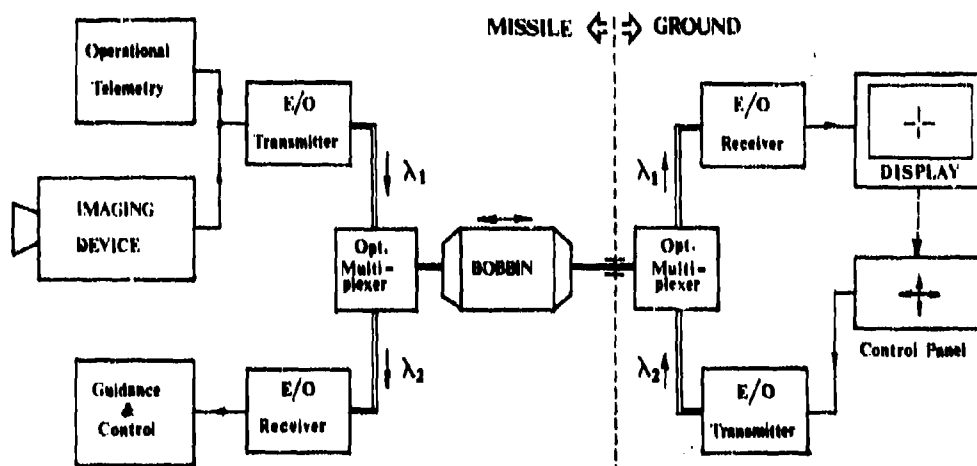 MISSILE GROUND
Operational
Telemetry
E/O
Transmitter
λ1
IMAGING
DEVICE
Opt.
Multi-
plexer
BOBBIN
λ2
Guidance
&
Control
E/O
Receiver
E/O
Receiver
DISPLAY
λ1
Opt.
Multi-
plexer
Control Panel
λ2
E/O
Transmitter